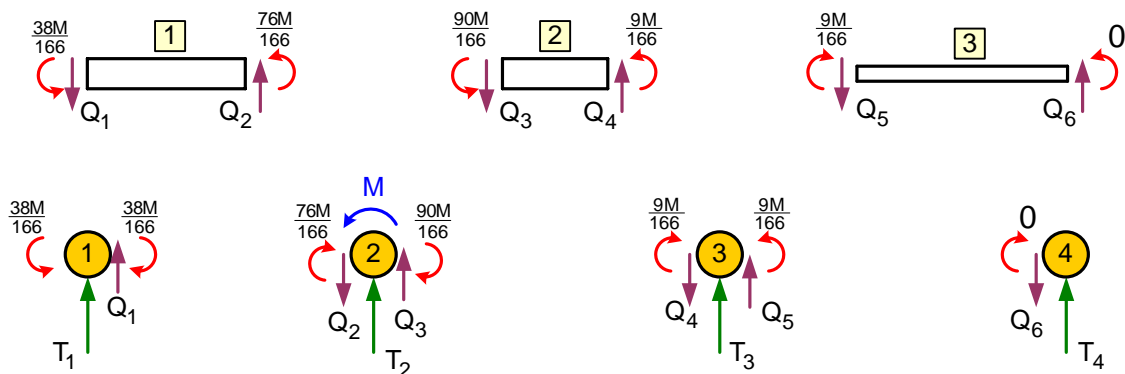 38M/166 1 76M/166 90M/166 2 9M/166 9M/166 3 0
Q₁ Q₂ Q₃ Q₄ Q₅ Q₆
M
38M/166 38M/166 76M/166 90M/166 9M/166 9M/166 0
1 2 3 4
Q₁ Q₂ Q₃ Q₄ Q₅ Q₆
T₁ T₂ T₃ T₄